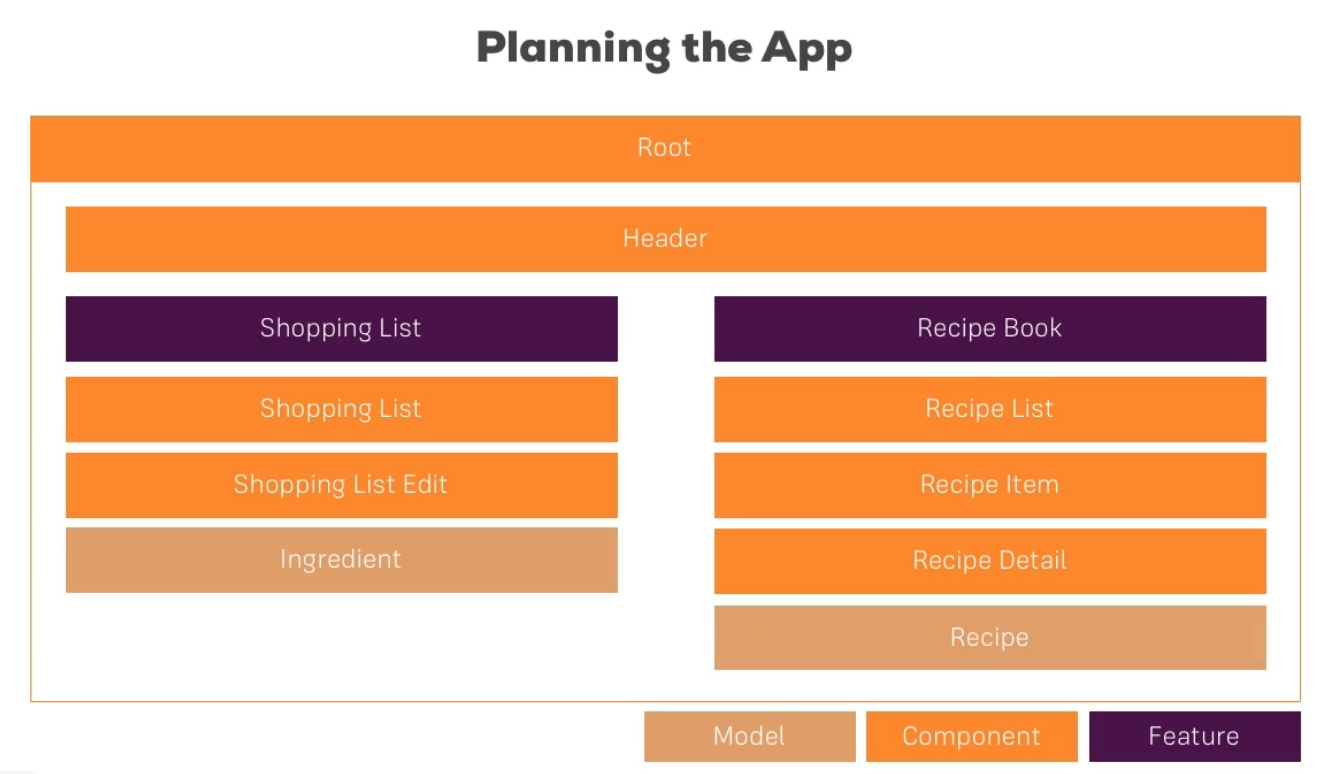 Planning the App
Root
Header
Shopping List
Recipe Book
Shopping List
Recipe List
Shopping List Edit
Recipe Item
Ingredient
Recipe Detail
Recipe
Model
Component
Feature